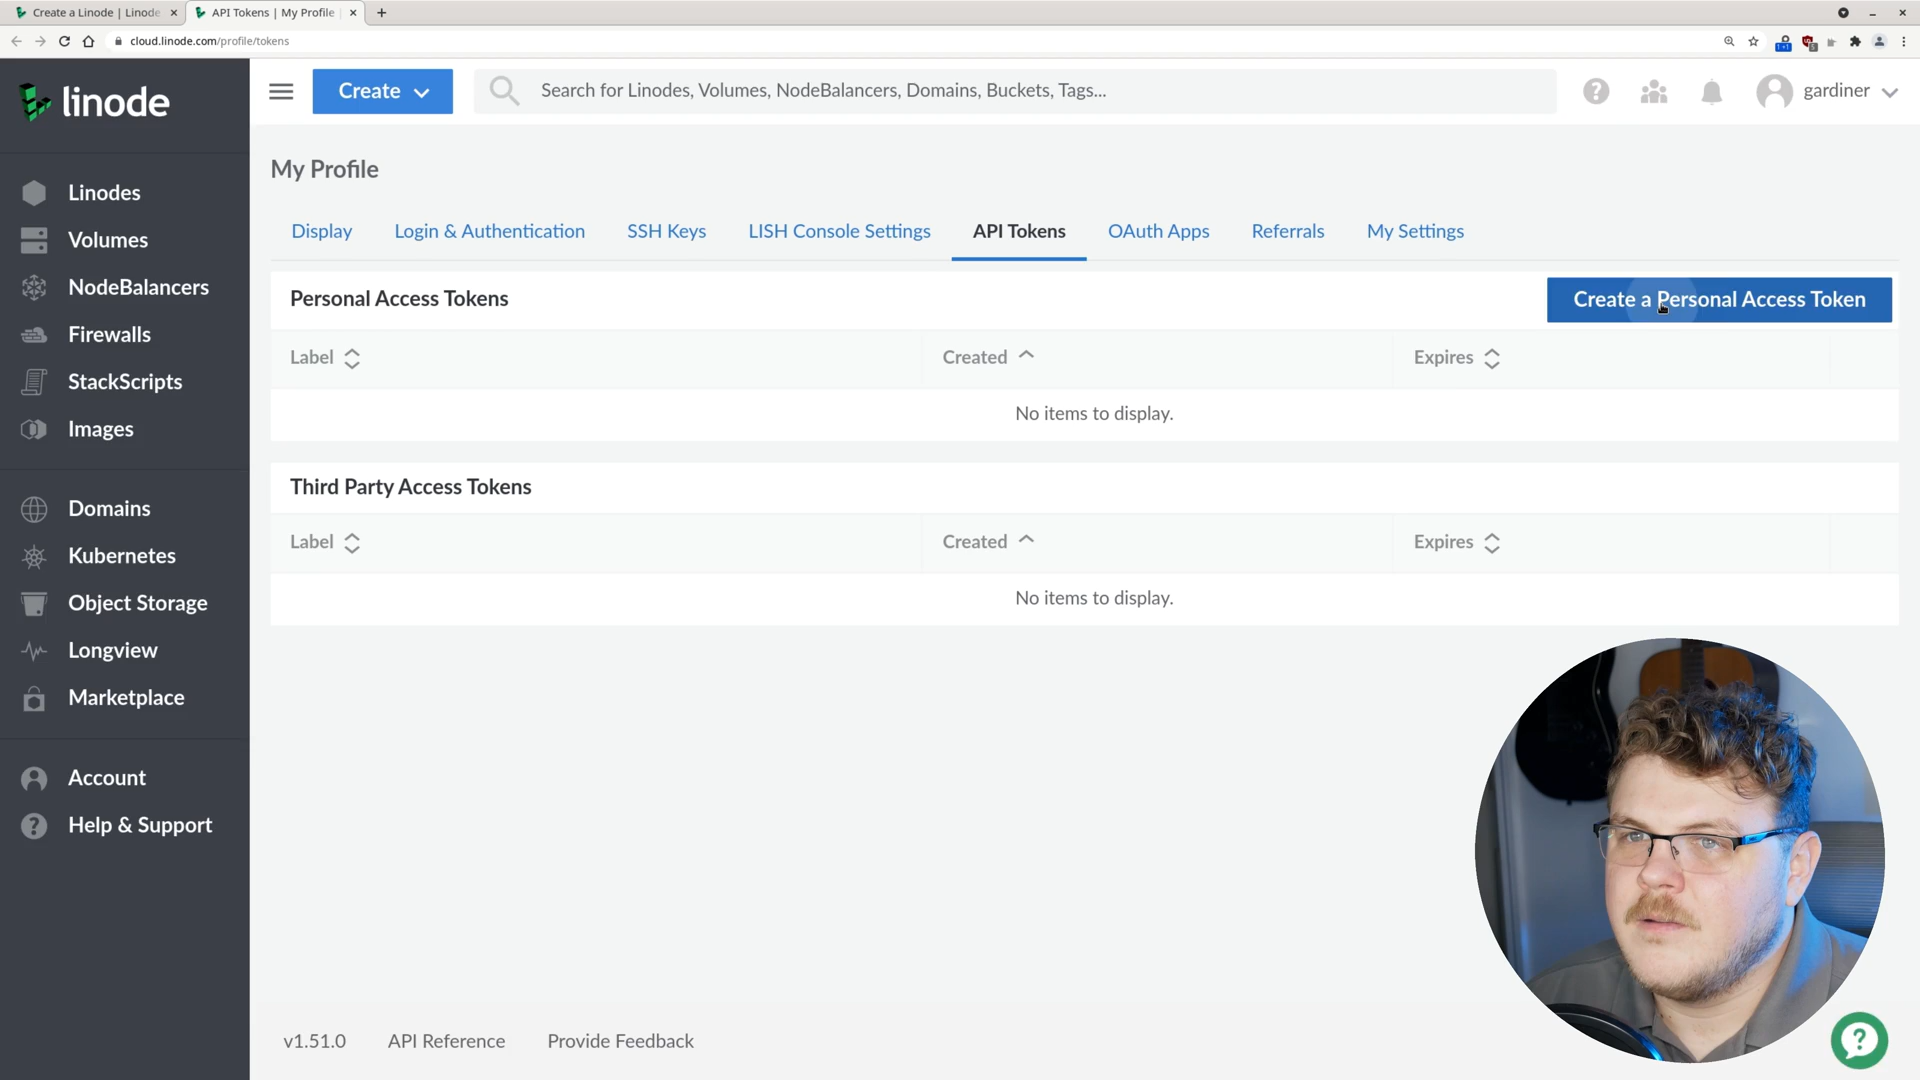 Create a Linode | Linode
API Tokens | My Profile
cloud.linode.com/profile/tokens
linode
Create
Search for Linodes, Volumes, NodeBalancers, Domains, Buckets, Tags...
gardiner
Linodes
Volumes
NodeBalancers
Firewalls
StackScripts
Images
Domains
Kubernetes
Object Storage
Longview
Marketplace
Account
Help & Support
My Profile
Display Login & Authentication SSH Keys LISH Console Settings API Tokens OAuth Apps Referrals My Settings
Personal Access Tokens
Create a Personal Access Token
Label Created Expires
No items to display.
Third Party Access Tokens
Label Created Expires
No items to display.
v1.51.0 API Reference Provide Feedback